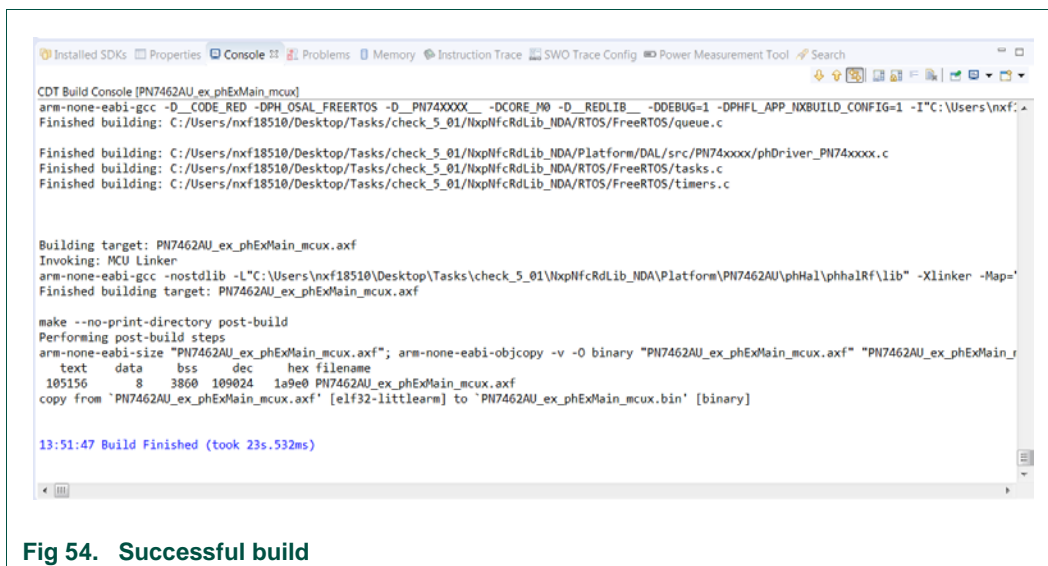 Installed SDKs Properties Console Problems Memory Instruction Trace SWO Trace Config Power Measurement Tool Search
CDT Build Console [PN7462AU_ex_phExMain_mcux]
arm-none-eabi-gcc -D__CODE_RED -DPH_OSAL_FREERTOS -D__PN74XXXX__ -DCORE_M0 -D__REDLIB__ -DDEBUG=1 -DPHFL_APP_NXBUILD_CONFIG=1 -I"C:\Users\nxf1
Finished building: C:/Users/nxf18510/Desktop/Tasks/check_5_01/NxpNfcRdLib_NDA/RTOS/FreeRTOS/queue.c
Finished building: C:/Users/nxf18510/Desktop/Tasks/check_5_01/NxpNfcRdLib_NDA/Platform/DAL/src/PN74xxxx/phDriver_PN74xxxx.c
Finished building: C:/Users/nxf18510/Desktop/Tasks/check_5_01/NxpNfcRdLib_NDA/RTOS/FreeRTOS/tasks.c
Finished building: C:/Users/nxf18510/Desktop/Tasks/check_5_01/NxpNfcRdLib_NDA/RTOS/FreeRTOS/timers.c
Building target: PN7462AU_ex_phExMain_mcux.axf
Invoking: MCU Linker
arm-none-eabi-gcc -nostdlib -L"C:\Users\nxf18510\Desktop\Tasks\check_5_01\NxpNfcRdLib_NDA\Platform\PN7462AU\phHal\phhalRf\lib" -Xlinker -Map="
Finished building target: PN7462AU_ex_phExMain_mcux.axf
make --no-print-directory post-build
Performing post-build steps
arm-none-eabi-size "PN7462AU_ex_phExMain_mcux.axf"; arm-none-eabi-objcopy -v -O binary "PN7462AU_ex_phExMain_mcux.axf" "PN7462AU_ex_phExMain_m
text data bss dec hex filename
105156 8 3860 109024 1a9e0 PN7462AU_ex_phExMain_mcux.axf
copy from `PN7462AU_ex_phExMain_mcux.axf' [elf32-littlearm] to `PN7462AU_ex_phExMain_mcux.bin' [binary]
13:51:47 Build Finished (took 23s.532ms)
Fig 54. Successful build